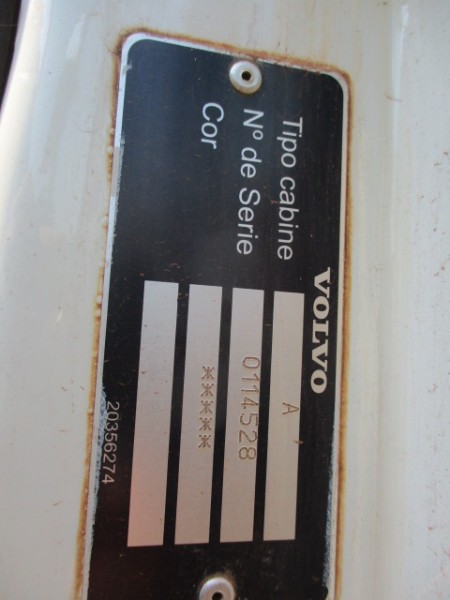 VOLVO
Tipo cabine A
Nº de Serie 0114528
Cor *****
20356274